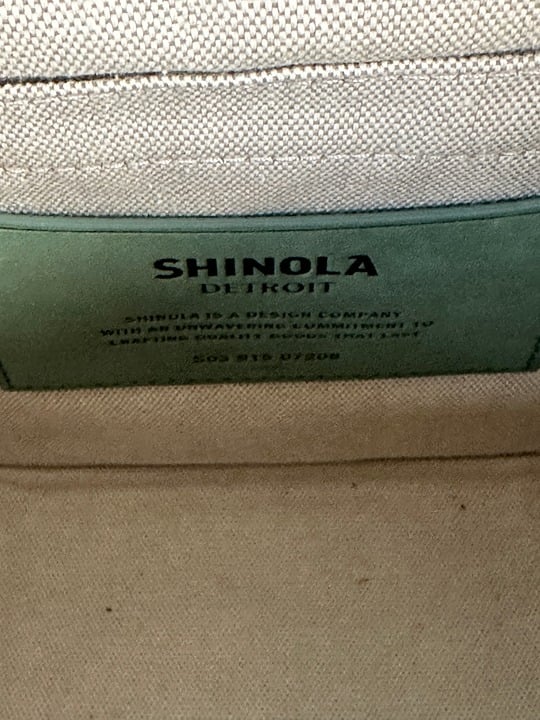 SHINOLA
DETROIT
SHINOLA IS A DESIGN COMPANY
WITH AN UNWAVERING COMMITMENT TO
CRAFTING QUALITY GOODS THAT LAST